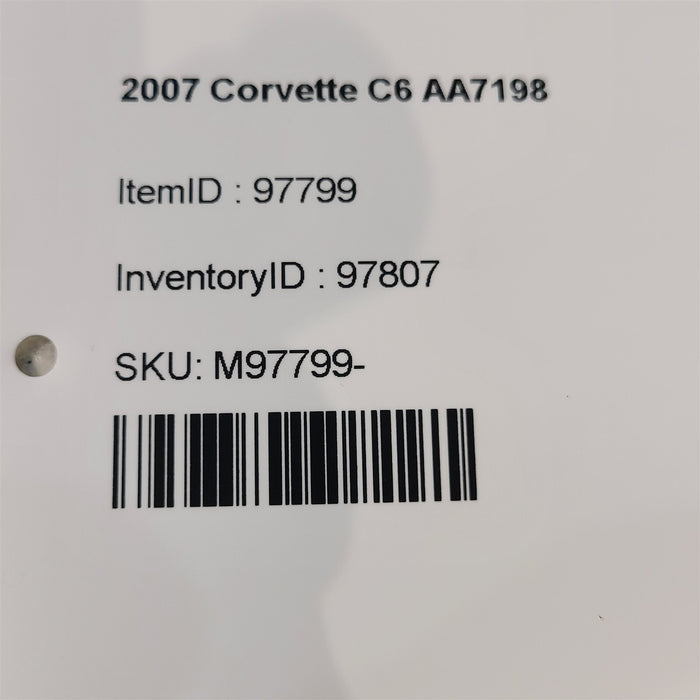 2007 Corvette C6 AA7198
ItemID : 97799
InventoryID : 97807
SKU: M97799-